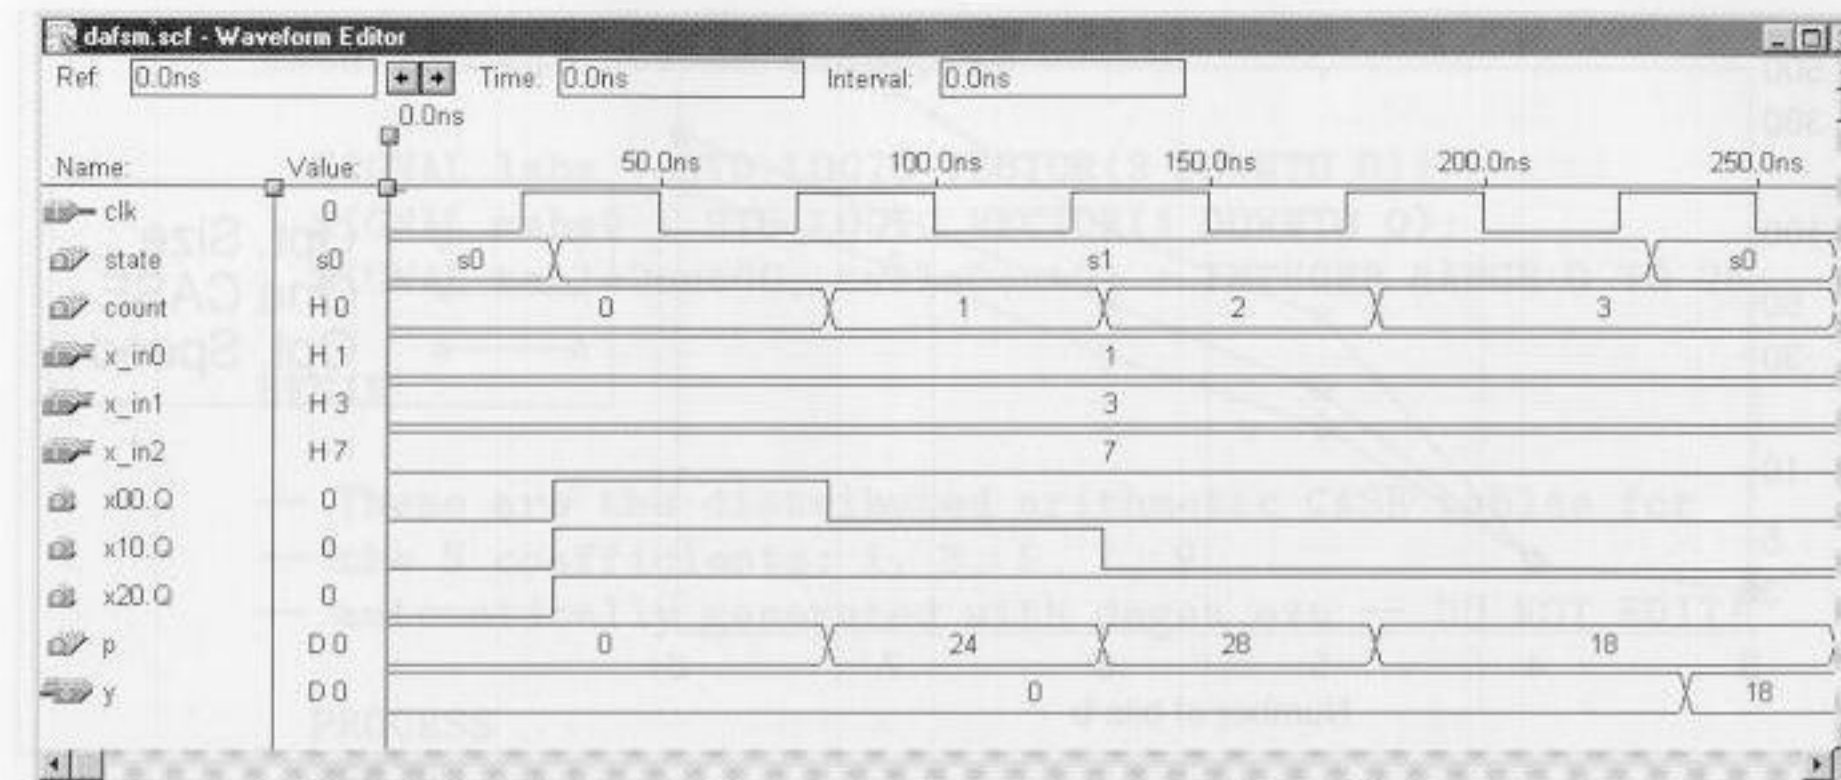 dafsm.scf - Waveform Editor
Ref: 0.0ns Time: 0.0ns Interval: 0.0ns
0.0ns
Name: Value: 50.0ns 100.0ns 150.0ns 200.0ns 250.0ns
clk 0
state s0 s0 s1 s0
count H 0 0 1 2 3
x_in0 H 1 1
x_in1 H 3 3
x_in2 H 7 7
x00.Q 0
x10.Q 0
x20.Q 0
p D 0 0 24 28 18
y D 0 0 18